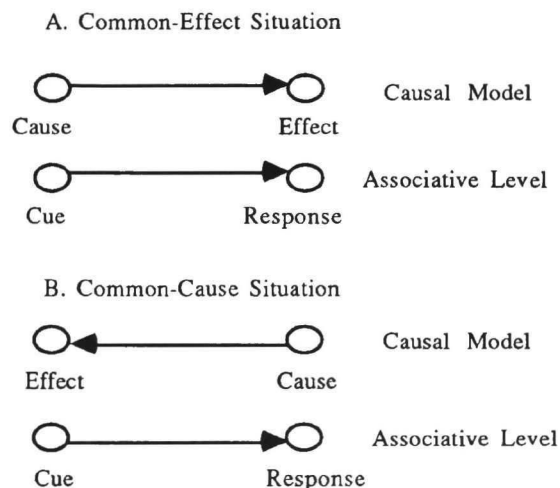 A. Common-Effect Situation
Causal Model
Cause Effect
Associative Level
Cue Response
B. Common-Cause Situation
Causal Model
Effect Cause
Associative Level
Cue Response